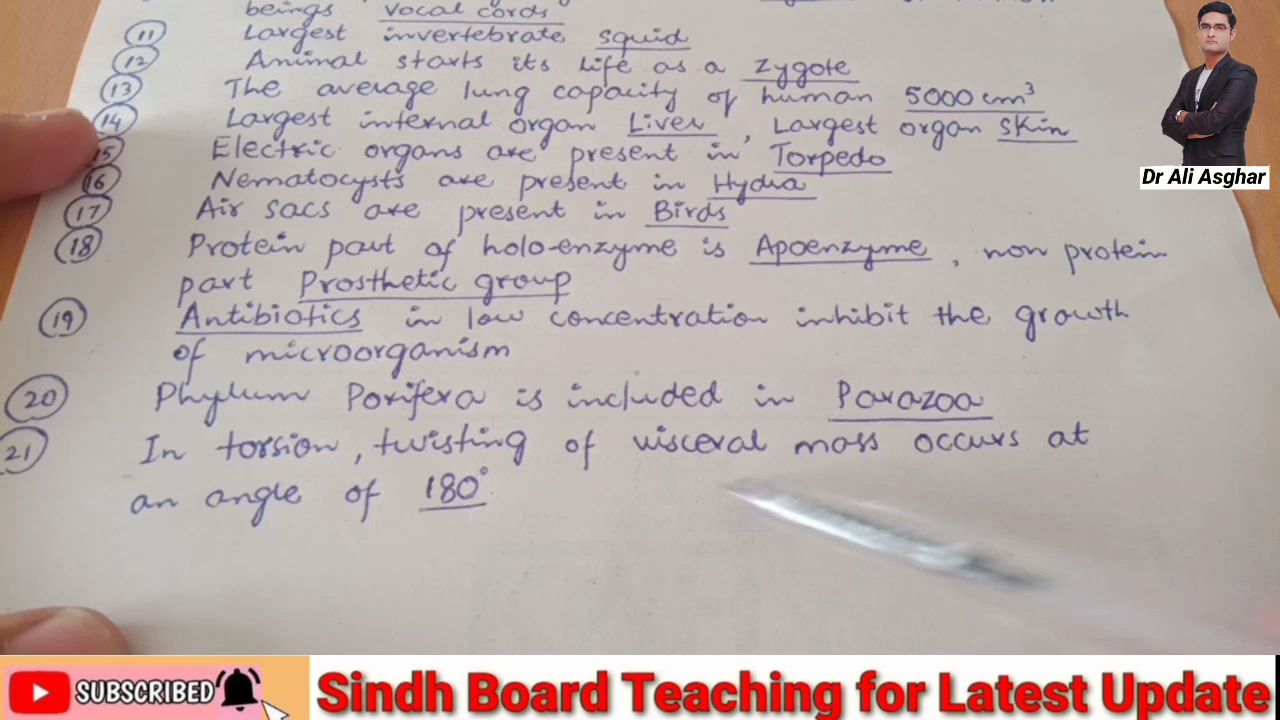 beings vocal cords
11 Largest invertebrate squid
12 Animal starts its life as a zygote
13 The average lung capacity of human 5000 cm³
14 Largest internal organ Liver, Largest organ skin
15 Electric organs are present in Torpedo
16 Nematocysts are present in Hydra
17 Air sacs are present in Birds
18 Protein part of holo-enzyme is Apoenzyme, non protein
part Prosthetic group
19 Antibiotics in low concentration inhibit the growth
of microorganism
20 Phylum Porifera is included in Parazoa
21 In torsion, twisting of visceral mass occurs at
an angle of 180°
Dr Ali Asghar
SUBSCRIBED
Sindh Board Teaching for Latest Update